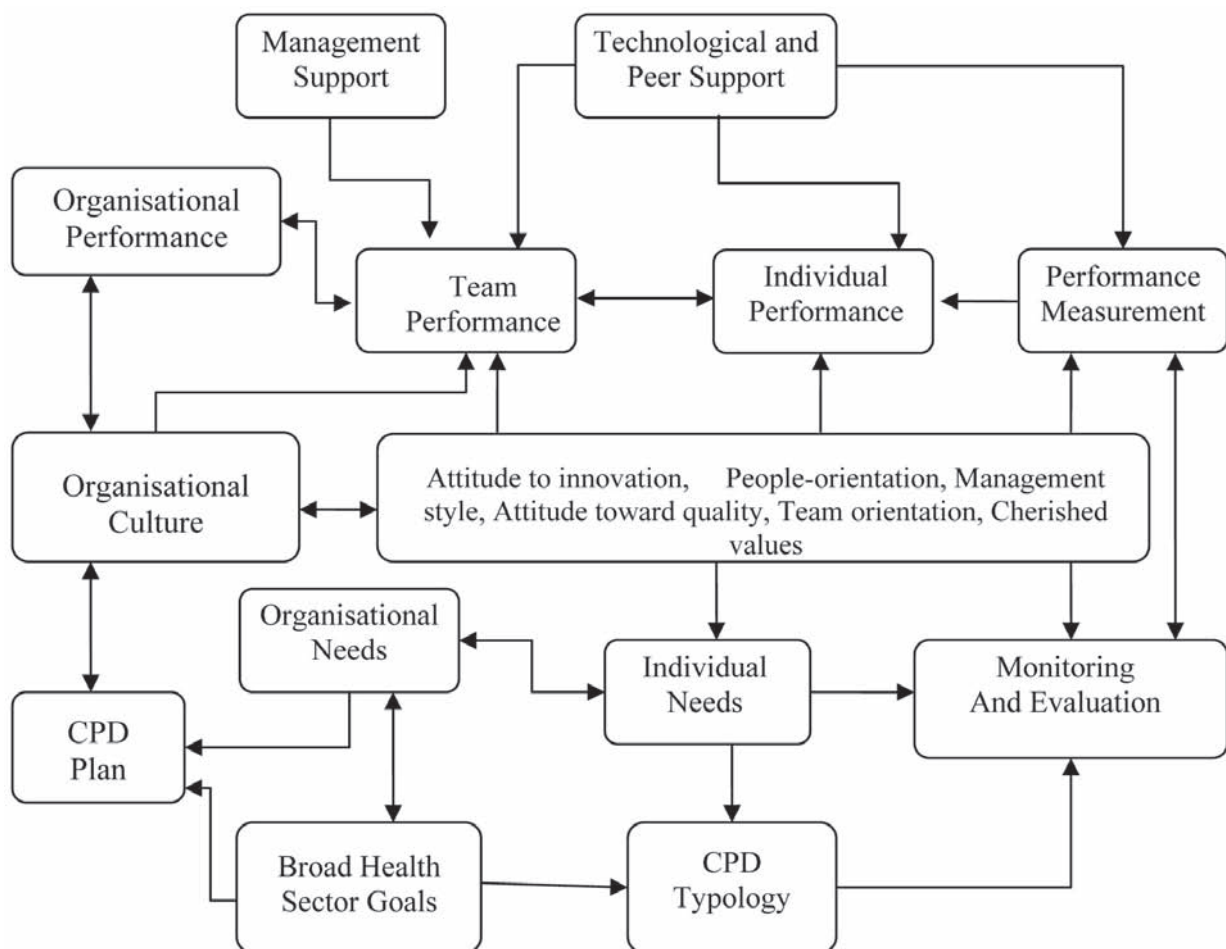 Management
Support
Technological and
Peer Support
Organisational
Performance
Team
Performance
Individual
Performance
Performance
Measurement
Organisational
Culture
Attitude to innovation, People-orientation, Management
style, Attitude toward quality, Team orientation, Cherished
values
Organisational
Needs
Individual
Needs
Monitoring
And Evaluation
CPD
Plan
Broad Health
Sector Goals
CPD
Typology